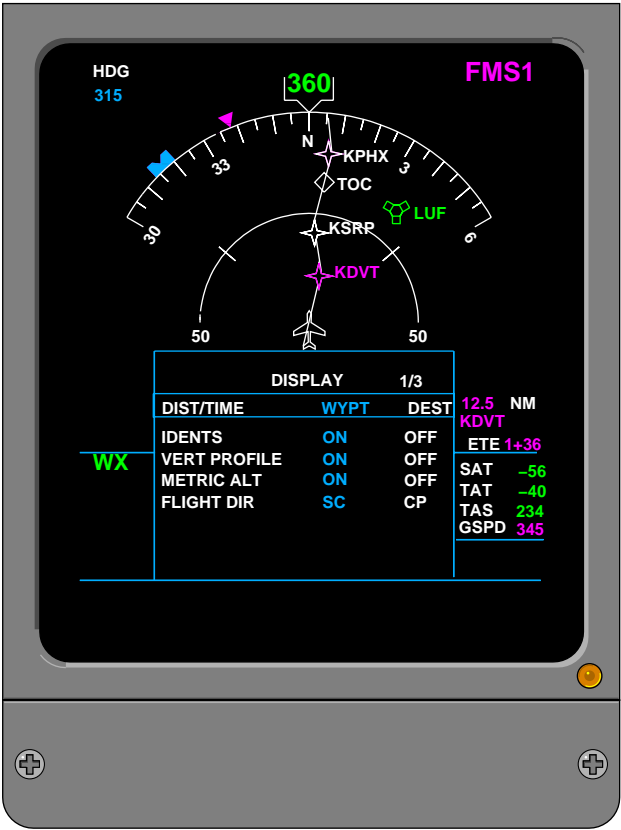 HDG
315
360
FMS1
N
33
3
30
6
KPHX
TOC
LUF
KSRP
KDVT
50
50
DISPLAY 1/3
DIST/TIME WYPT DEST
12.5 NM
KDVT
IDENTS ON OFF
ETE 1+36
VERT PROFILE ON OFF
WX
SAT −56
METRIC ALT ON OFF
TAT −40
FLIGHT DIR SC CP
TAS 234
GSPD 345